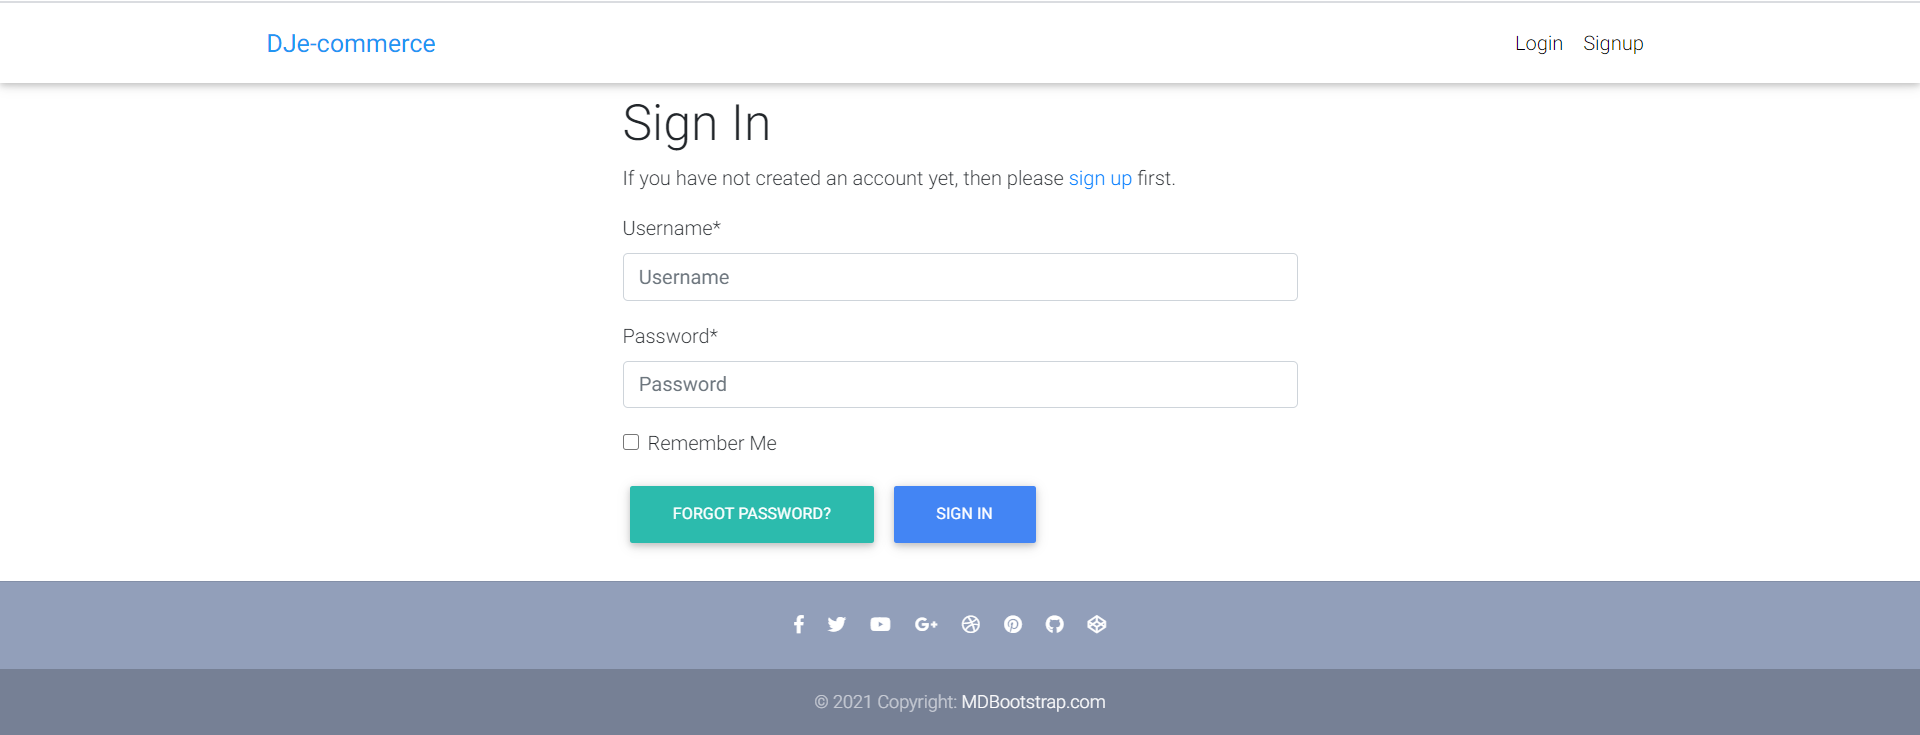 DJe-commerce
Login Signup
Sign In
If you have not created an account yet, then please sign up first.
Username*
Username
Password*
Password
Remember Me
FORGOT PASSWORD? SIGN IN
© 2021 Copyright: MDBootstrap.com